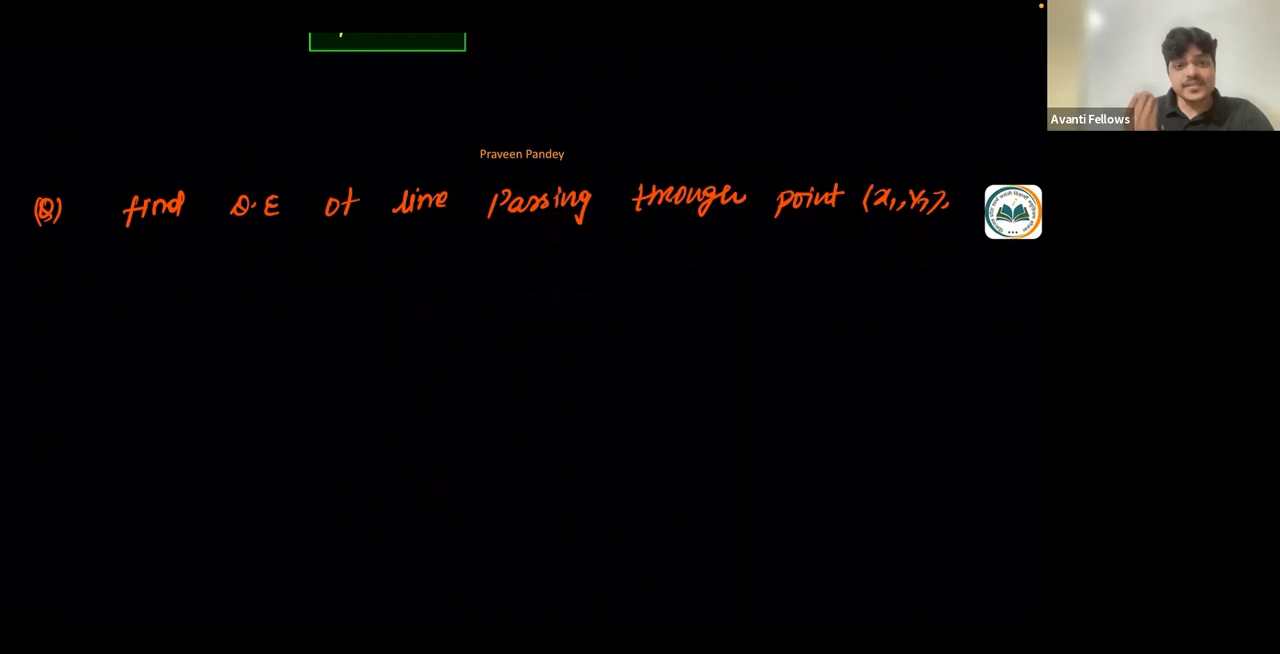 Avanti Fellows
Praveen Pandey
(Q) find D.E of line Passing through point (x₁,y₁).